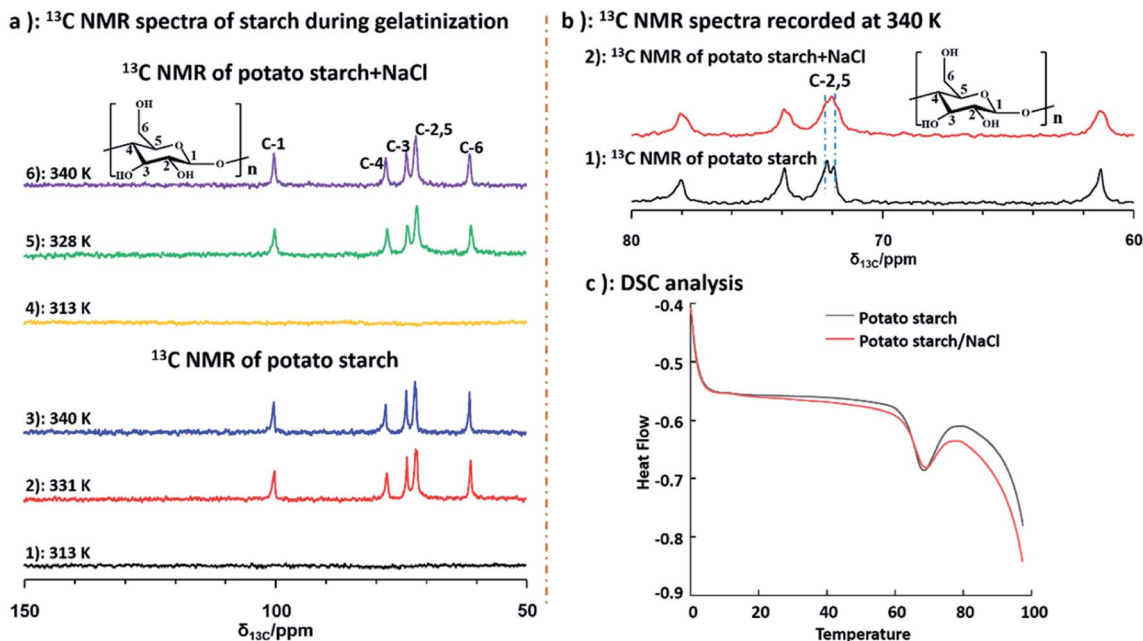 a ): ¹³C NMR spectra of starch during gelatinization
¹³C NMR of potato starch+NaCl
OH
6
5
4
O
1
O
3
2
HO
OH
n
C-1
C-4
C-3
C-2,5
C-6
6): 340 K
5): 328 K
4): 313 K
¹³C NMR of potato starch
3): 340 K
2): 331 K
1): 313 K
150
100
50
δ13C/ppm
b ): ¹³C NMR spectra recorded at 340 K
2): ¹³C NMR of potato starch+NaCl
C-2,5
OH
6
5
4
O
1
O
3
2
HO
OH
n
1): ¹³C NMR of potato starch
80
70
60
δ13C/ppm
c ): DSC analysis
Potato starch
Potato starch/NaCl
Heat Flow
-0.4
-0.5
-0.6
-0.7
-0.8
-0.9
0
20
40
60
80
100
Temperature